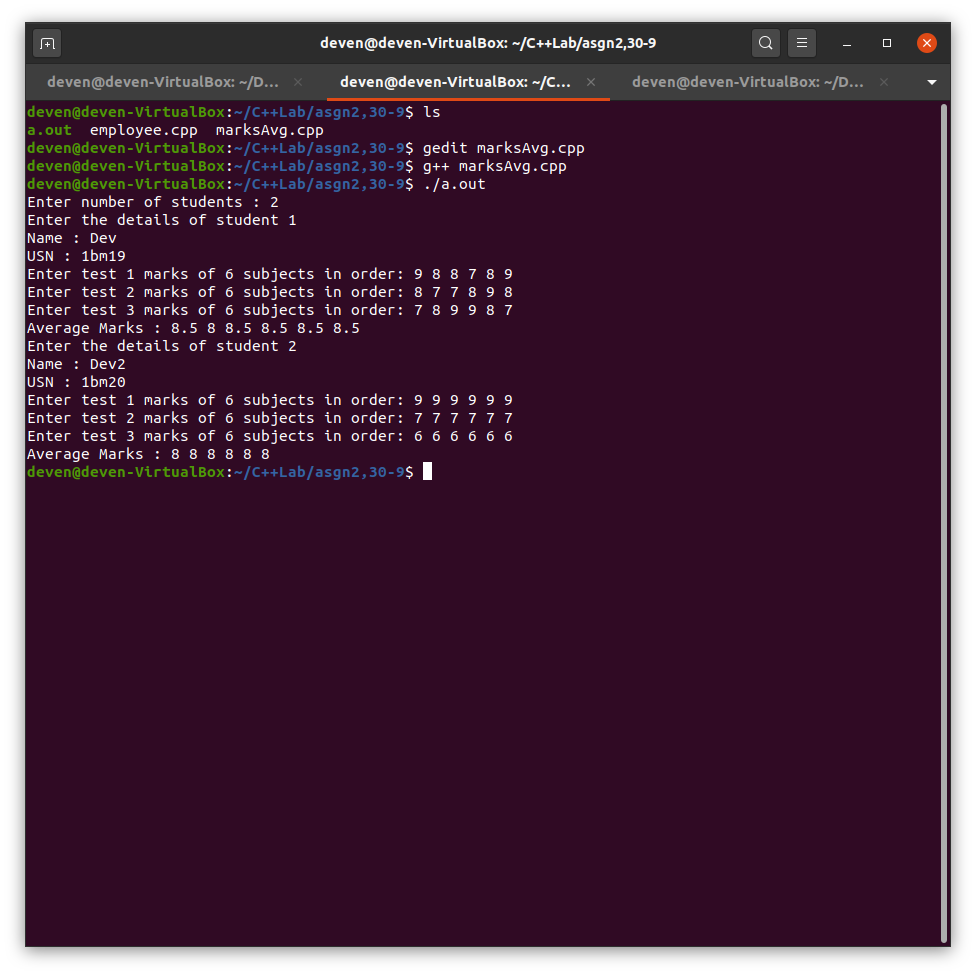 deven@deven-VirtualBox: ~/C++Lab/asgn2,30-9
deven@deven-VirtualBox: ~/D... deven@deven-VirtualBox: ~/C... deven@deven-VirtualBox: ~/D...
deven@deven-VirtualBox:~/C++Lab/asgn2,30-9$ ls
a.out  employee.cpp  marksAvg.cpp
deven@deven-VirtualBox:~/C++Lab/asgn2,30-9$ gedit marksAvg.cpp
deven@deven-VirtualBox:~/C++Lab/asgn2,30-9$ g++ marksAvg.cpp
deven@deven-VirtualBox:~/C++Lab/asgn2,30-9$ ./a.out
Enter number of students : 2
Enter the details of student 1
Name : Dev
USN : 1bm19
Enter test 1 marks of 6 subjects in order: 9 8 8 7 8 9
Enter test 2 marks of 6 subjects in order: 8 7 7 8 9 8
Enter test 3 marks of 6 subjects in order: 7 8 9 9 8 7
Average Marks : 8.5 8 8.5 8.5 8.5 8.5
Enter the details of student 2
Name : Dev2
USN : 1bm20
Enter test 1 marks of 6 subjects in order: 9 9 9 9 9 9
Enter test 2 marks of 6 subjects in order: 7 7 7 7 7 7
Enter test 3 marks of 6 subjects in order: 6 6 6 6 6 6
Average Marks : 8 8 8 8 8 8
deven@deven-VirtualBox:~/C++Lab/asgn2,30-9$